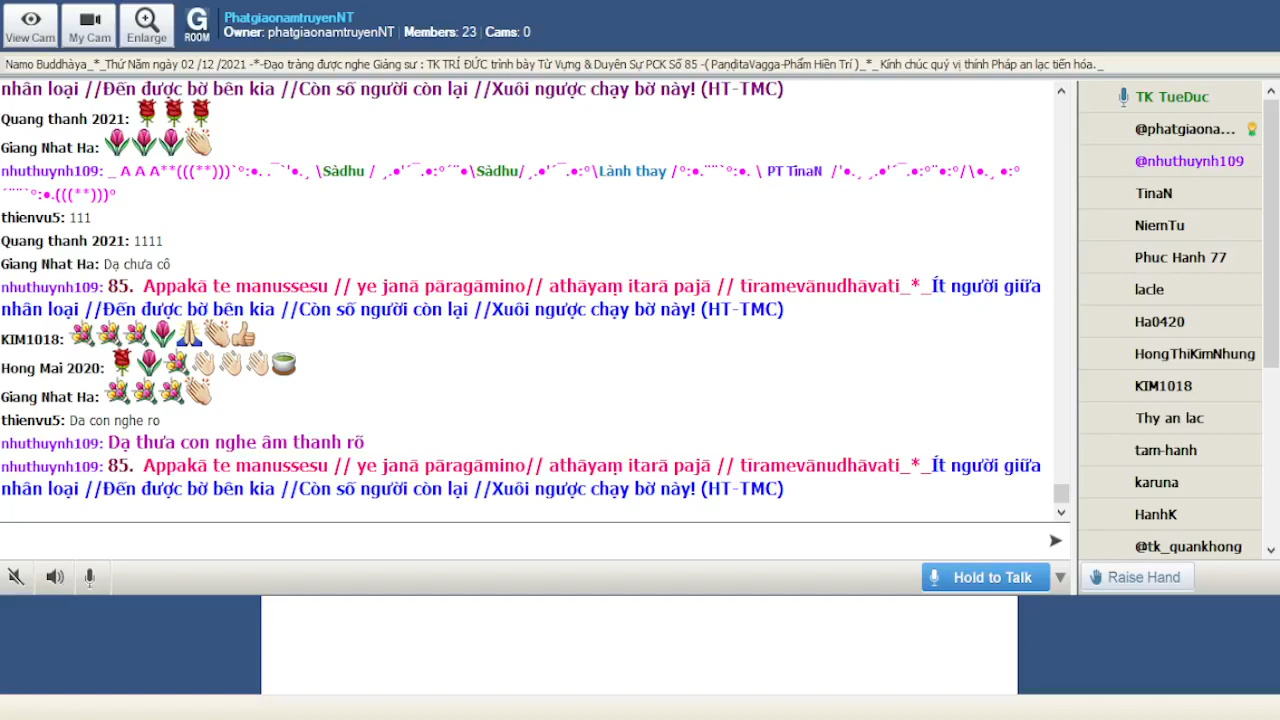 View Cam
My Cam
Enlarge
G
ROOM
PhatgiaonamtruyenNT
Owner: phatgiaonamtruyenNT | Members: 23 | Cams: 0
Namo Buddhàya_*_Thứ Năm ngày 02 /12 /2021 -*-Đạo tràng được nghe Giảng sư : TK TRÍ ĐỨC trình bày Từ Vựng & Duyên Sự PCK Số 85 -( PaṇḍitaVagga-Phẩm Hiền Trí )_*_ Kính chúc quý vị thính Pháp an lạc tiến hóa._
nhân loại //Đến được bờ bên kia //Còn số người còn lại //Xuôi ngược chạy bờ này! (HT-TMC)
Quang thanh 2021:
Giang Nhat Ha:
nhuthuynh109: _ A A A**(((**)))`°:•. .¯`'•.¸ \Sàdhu / ¸.•'´¯.•:°´¨•\Sàdhu/¸.•'´¯.•:°\Lành thay /°:•.¨¨`°:•. \ PT TinaN /'•.¸ ¸.•'´¯.•:°¨•:°/\•.¸ •:°
´¨¨`°:•.(((**)))°
thienvu5: 111
Quang thanh 2021: 1111
Giang Nhat Ha: Dạ chưa cô
nhuthuynh109: 85. Appakā te manussesu // ye janā pāragāmino// athāyaṃ itarā pajā // tīramevānudhāvati_*_Ít người giữa
nhân loại //Đến được bờ bên kia //Còn số người còn lại //Xuôi ngược chạy bờ này! (HT-TMC)
KIM1018:
Hong Mai 2020:
Giang Nhat Ha:
thienvu5: Da con nghe ro
nhuthuynh109: Dạ thưa con nghe âm thanh rõ
nhuthuynh109: 85. Appakā te manussesu // ye janā pāragāmino// athāyaṃ itarā pajā // tīramevānudhāvati_*_Ít người giữa
nhân loại //Đến được bờ bên kia //Còn số người còn lại //Xuôi ngược chạy bờ này! (HT-TMC)
Hold to Talk
TK TueDuc
@phatgiaona...
@nhuthuynh109
TinaN
NiemTu
Phuc Hanh 77
lacle
Ha0420
HongThiKimNhung
KIM1018
Thy an lac
tam-hanh
karuna
HanhK
@tk_quankhong
Raise Hand